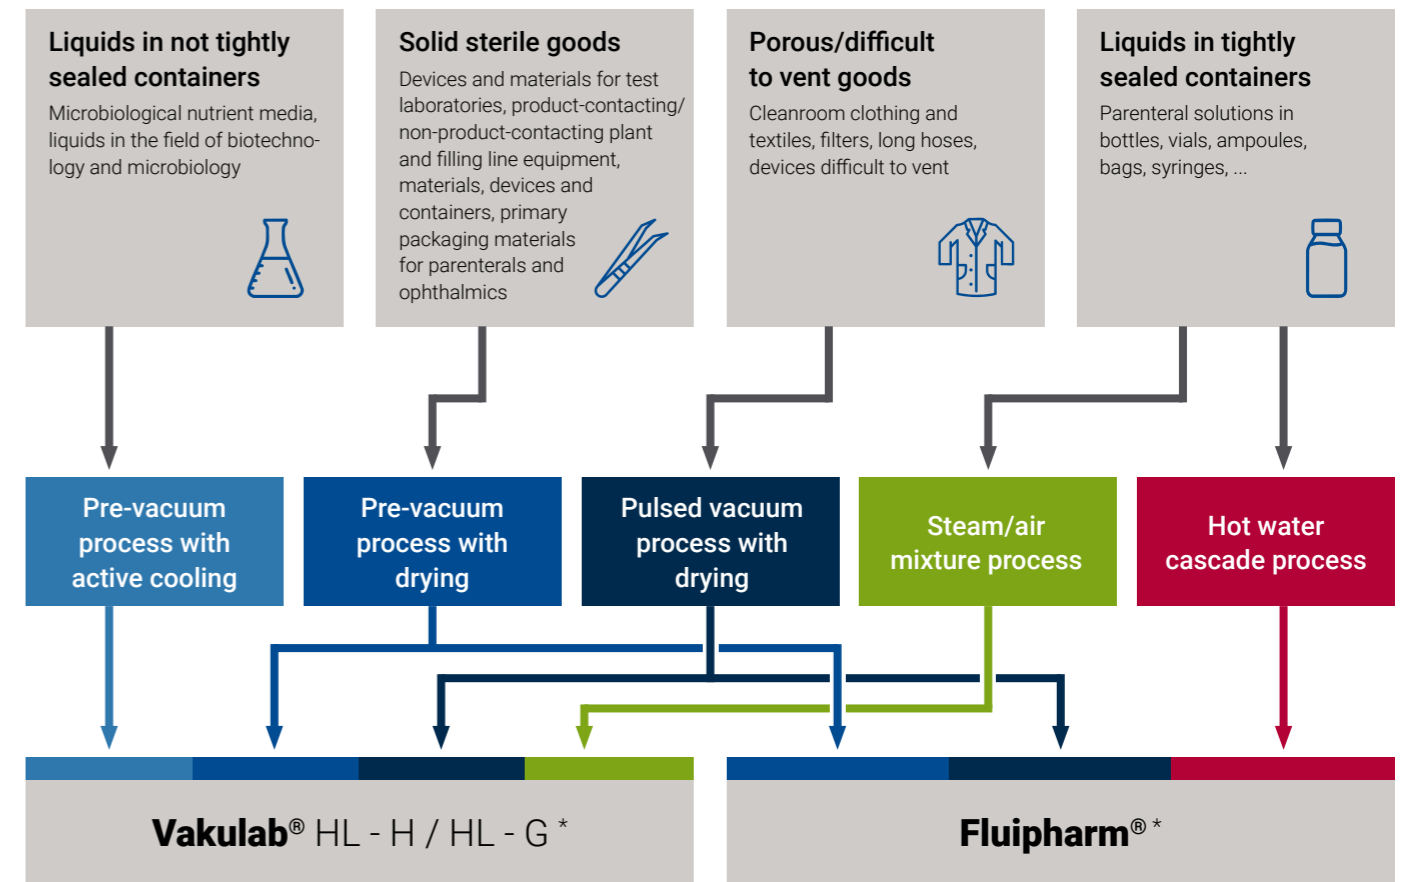 Liquids in not tightly
sealed containers
Microbiological nutrient media,
liquids in the field of biotechno-
logy and microbiology
Solid sterile goods
Devices and materials for test
laboratories, product-contacting/
non-product-contacting plant
and filling line equipment,
materials, devices and
containers, primary
packaging materials
for parenterals and
ophthalmics
Porous/difficult
to vent goods
Cleanroom clothing and
textiles, filters, long hoses,
devices difficult to vent
Liquids in tightly
sealed containers
Parenteral solutions in
bottles, vials, ampoules,
bags, syringes, ...
Pre-vacuum
process with
active cooling
Pre-vacuum
process with
drying
Pulsed vacuum
process with
drying
Steam/air
mixture process
Hot water
cascade process
Vakulab® HL - H / HL - G *
Fluipharm® *